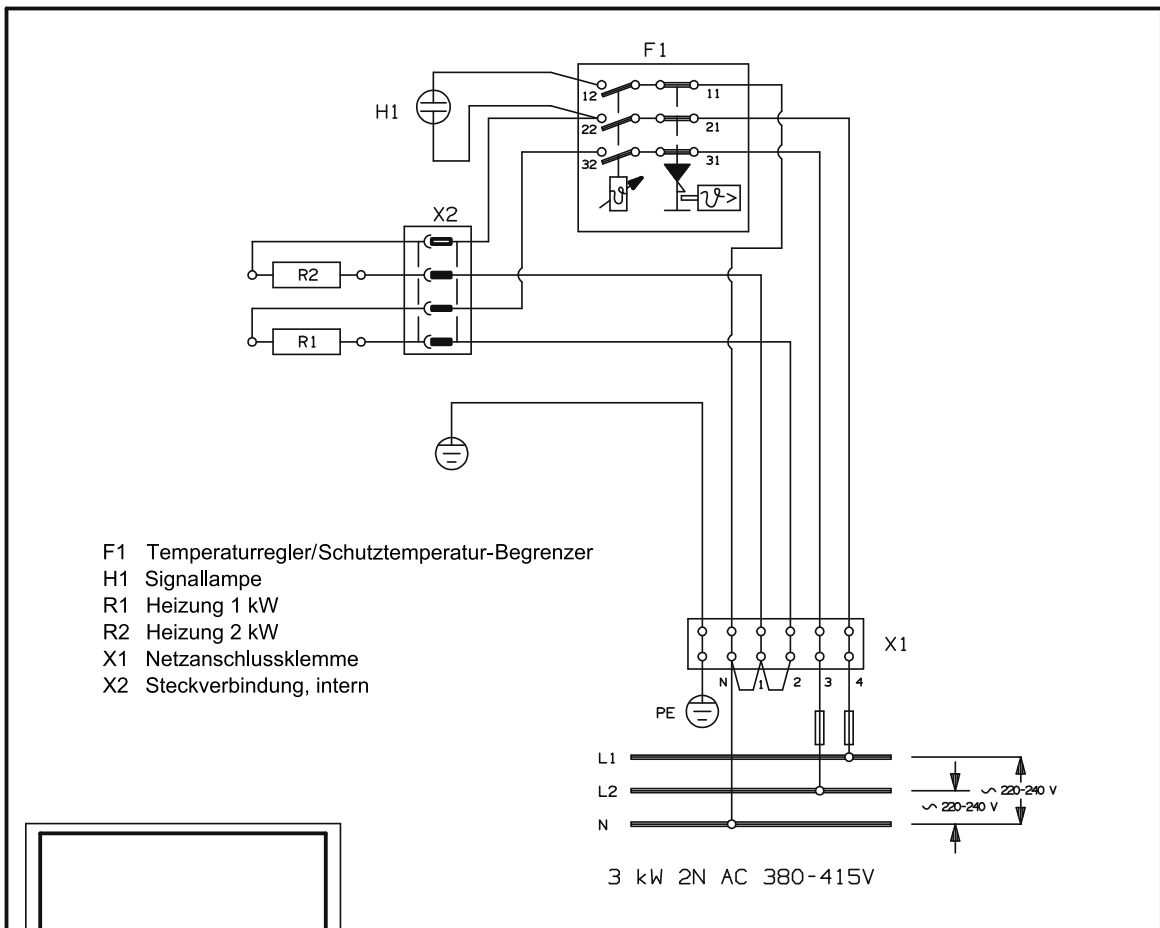 F1
H1
12
11
22
21
32
31
ϑ
ϑ>
X2
R2
R1
F1 Temperaturregler/Schutztemperatur-Begrenzer
H1 Signallampe
R1 Heizung 1 kW
R2 Heizung 2 kW
X1 Netzanschlussklemme
X2 Steckverbindung, intern
X1
N 1 2 3 4
PE
L1
L2
N
~ 220-240 V
~ 220-240 V
3 kW 2N AC 380-415V